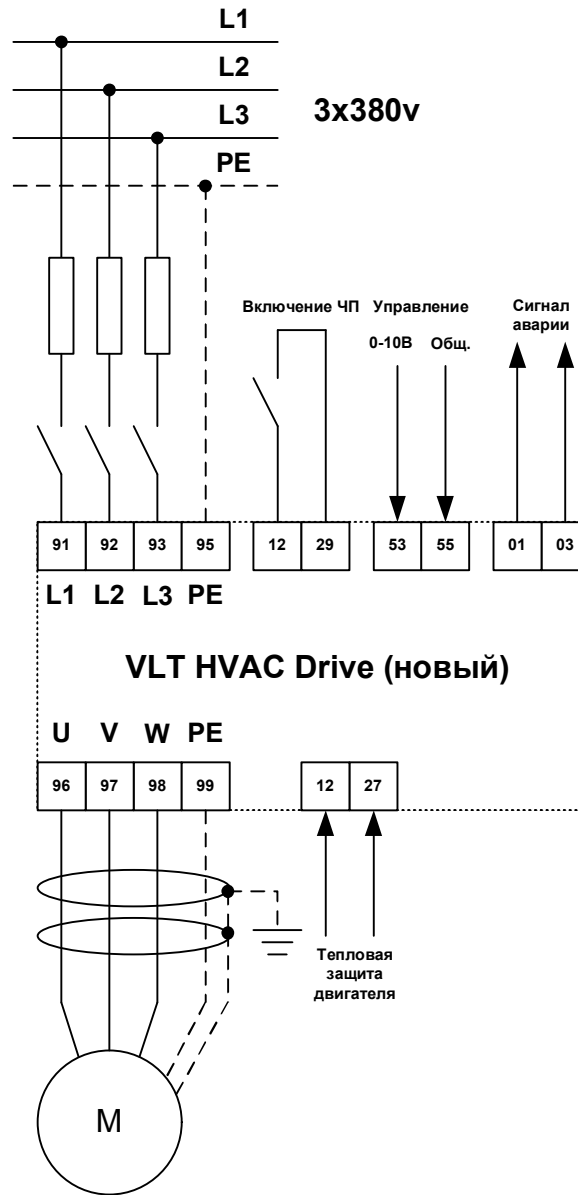 L1
L2
L3
3x380v
PE
Включение ЧП
Управление
Сигнал
аварии
0-10В
Общ.
91
92
93
95
12
29
53
55
01
03
L1
L2
L3
PE
VLT HVAC Drive (новый)
U
V
W
PE
96
97
98
99
12
27
Тепловая
защита
двигателя
M